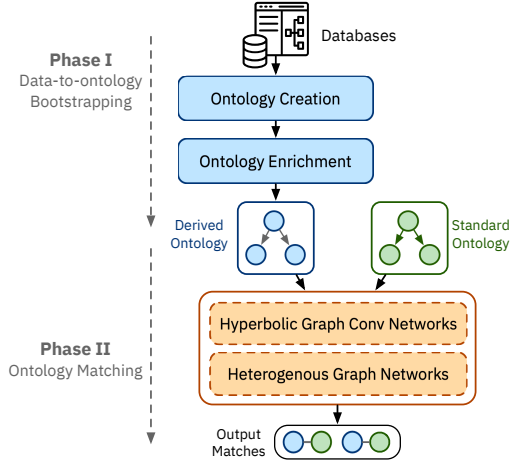 Databases
Phase I
Data-to-ontology
Bootstrapping
Ontology Creation
Ontology Enrichment
Derived
Ontology
Standard
Ontology
Hyperbolic Graph Conv Networks
Heterogenous Graph Networks
Phase II
Ontology Matching
Output
Matches